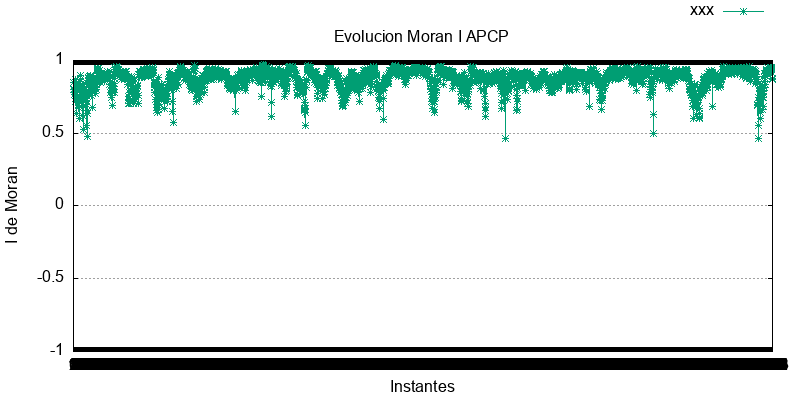 xxx
Evolucion Moran I APCP
1
0.5
0
-0.5
-1
I de Moran
Instantes